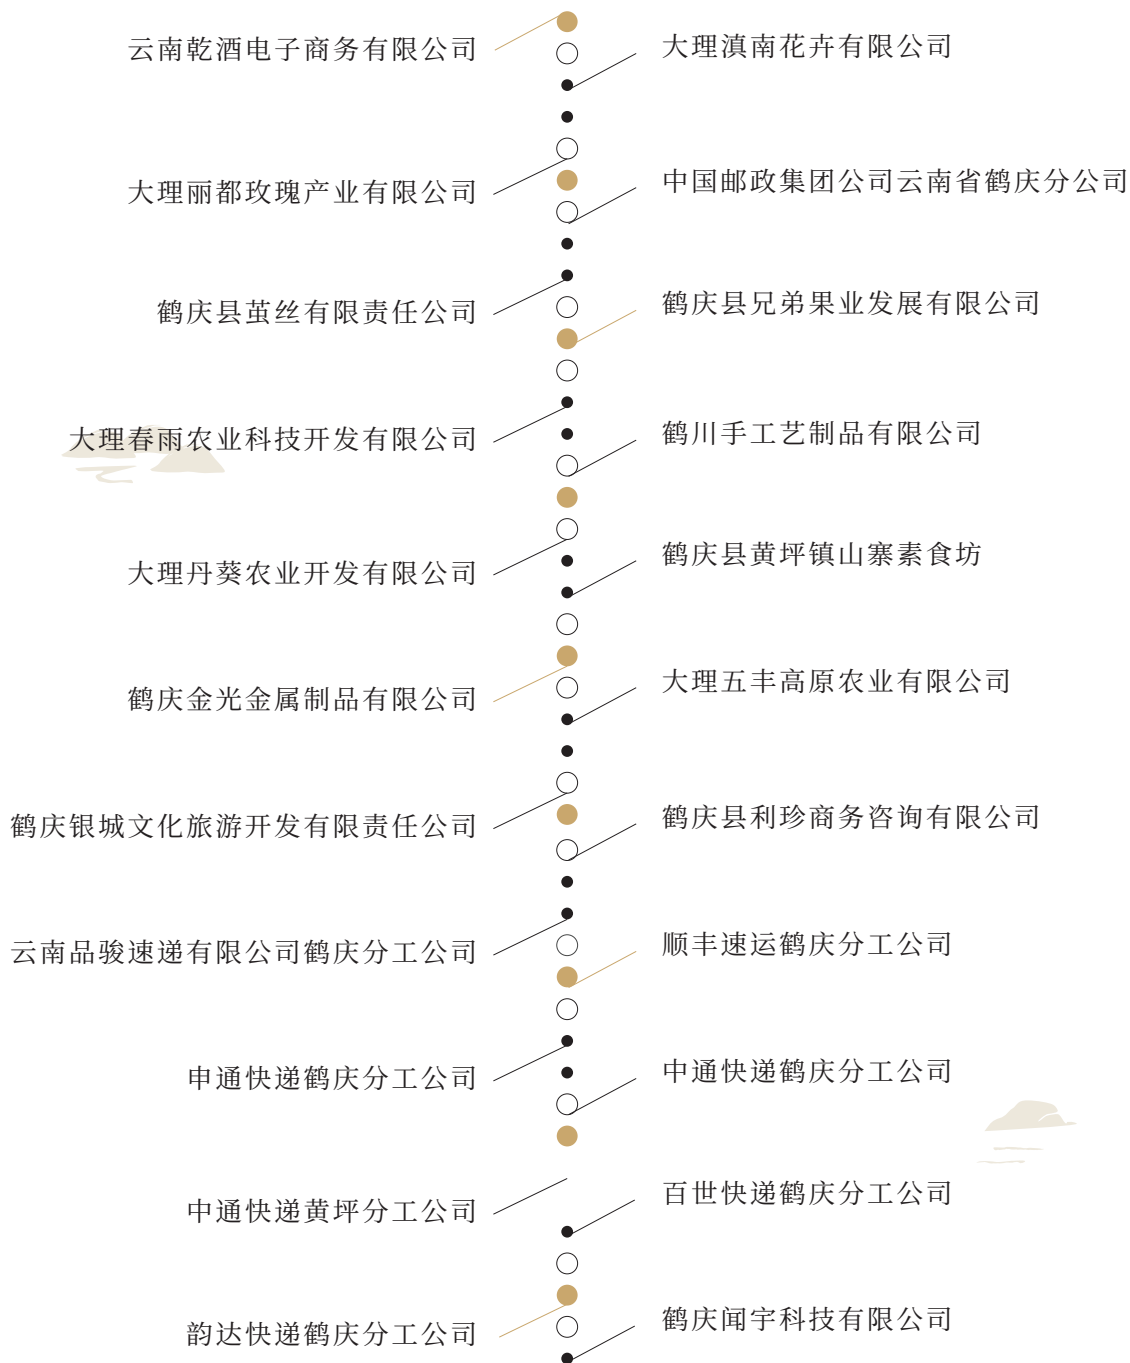 云南乾酒电子商务有限公司
大理滇南花卉有限公司
大理丽都玫瑰产业有限公司
中国邮政集团公司云南省鹤庆分公司
鹤庆县茧丝有限责任公司
鹤庆县兄弟果业发展有限公司
大理春雨农业科技开发有限公司
鹤川手工艺制品有限公司
大理丹葵农业开发有限公司
鹤庆县黄坪镇山寨素食坊
鹤庆金光金属制品有限公司
大理五丰高原农业有限公司
鹤庆银城文化旅游开发有限责任公司
鹤庆县利珍商务咨询有限公司
云南品骏速递有限公司鹤庆分工公司
顺丰速运鹤庆分工公司
申通快递鹤庆分工公司
中通快递鹤庆分工公司
中通快递黄坪分工公司
百世快递鹤庆分工公司
韵达快递鹤庆分工公司
鹤庆闻宇科技有限公司